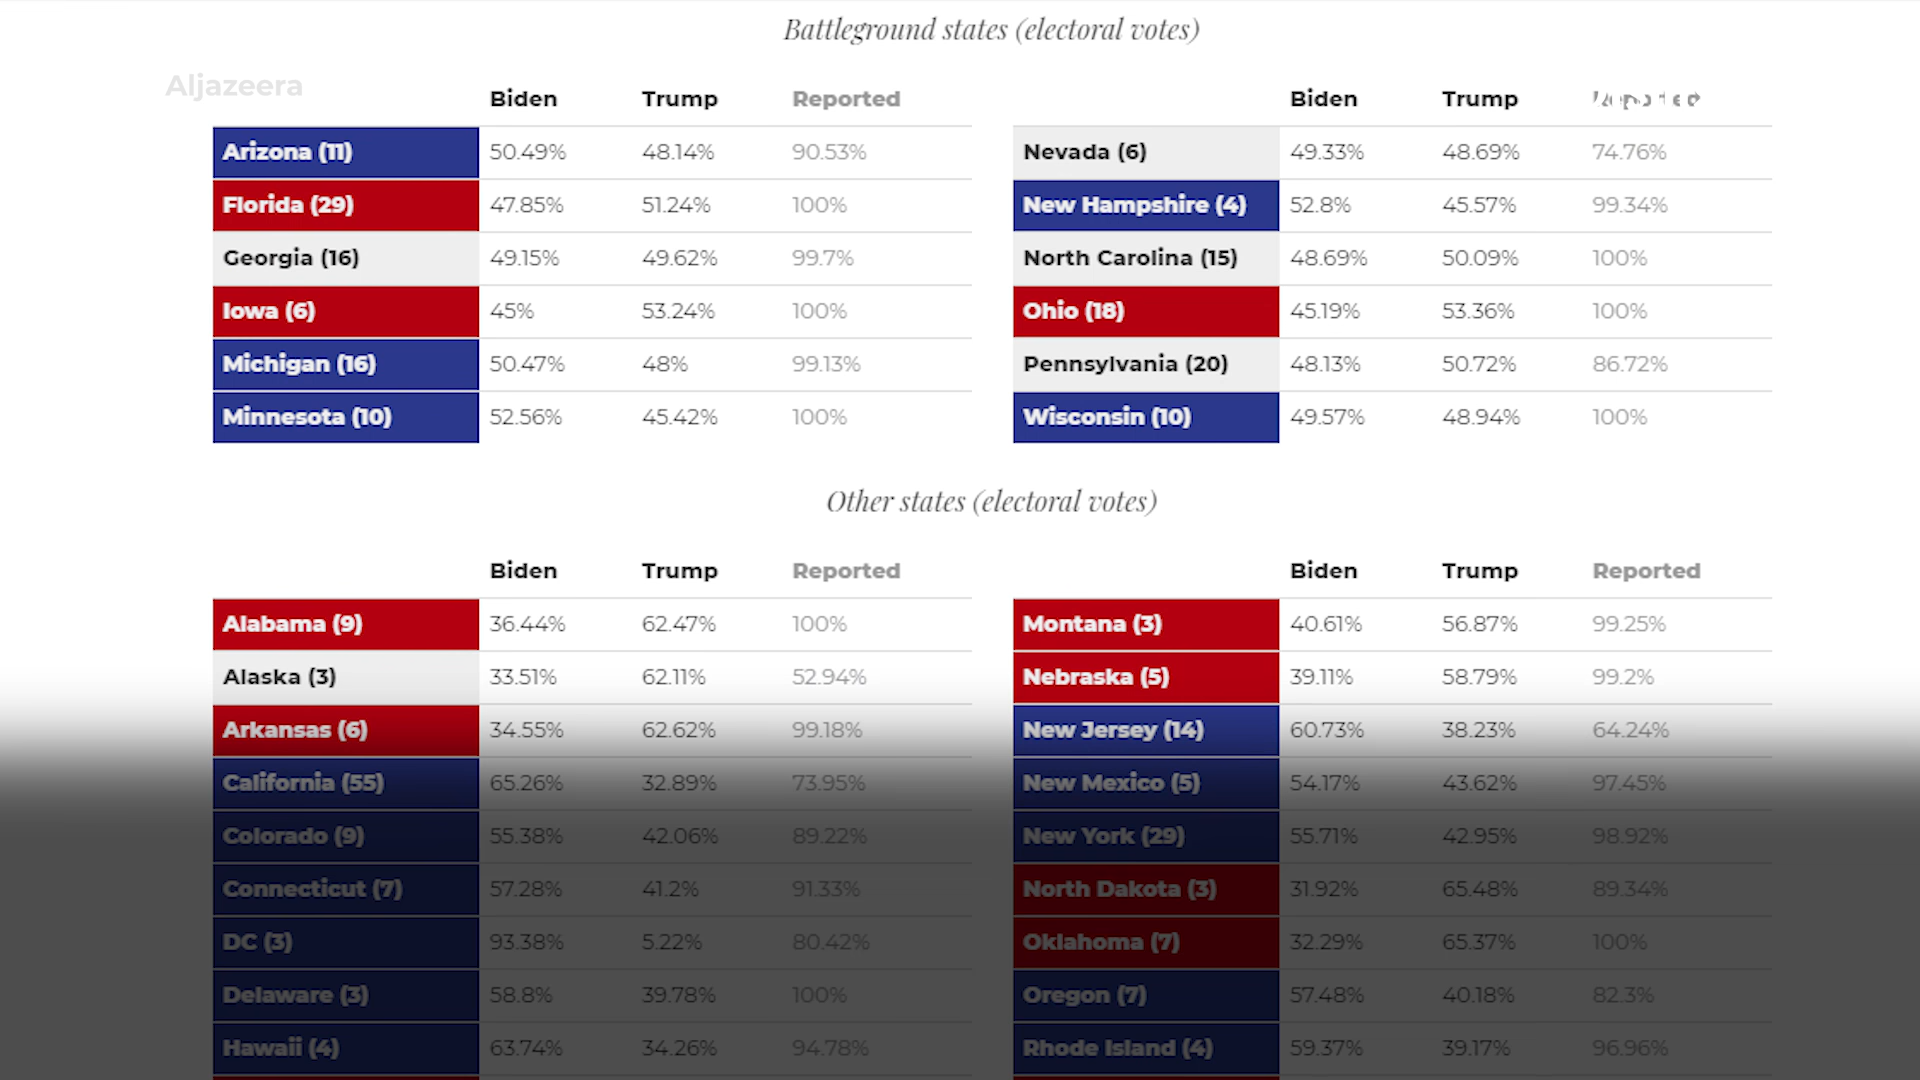 Battleground states (electoral votes)
Aljazeera
Biden Trump Reported
Arizona (11) 50.49% 48.14% 90.53%
Florida (29) 47.85% 51.24% 100%
Georgia (16) 49.15% 49.62% 99.7%
Iowa (6) 45% 53.24% 100%
Michigan (16) 50.47% 48% 99.13%
Minnesota (10) 52.56% 45.42% 100%
Biden Trump Reported
Nevada (6) 49.33% 48.69% 74.76%
New Hampshire (4) 52.8% 45.57% 99.34%
North Carolina (15) 48.69% 50.09% 100%
Ohio (18) 45.19% 53.36% 100%
Pennsylvania (20) 48.13% 50.72% 86.72%
Wisconsin (10) 49.57% 48.94% 100%
Other states (electoral votes)
Biden Trump Reported
Alabama (9) 36.44% 62.47% 100%
Alaska (3) 33.51% 62.11% 52.94%
Arkansas (6) 34.55% 62.62% 99.18%
California (55) 65.26% 32.89% 73.95%
Colorado (9) 55.38% 42.06% 89.22%
Connecticut (7) 57.28% 41.2% 91.33%
DC (3) 93.38% 5.22% 80.42%
Delaware (3) 58.8% 39.78% 100%
Hawaii (4) 63.74% 34.26% 94.78%
Biden Trump Reported
Montana (3) 40.61% 56.87% 99.25%
Nebraska (5) 39.11% 58.79% 99.2%
New Jersey (14) 60.73% 38.23% 64.24%
New Mexico (5) 54.17% 43.62% 97.45%
New York (29) 55.71% 42.95% 98.92%
North Dakota (3) 31.92% 65.48% 89.34%
Oklahoma (7) 32.29% 65.37% 100%
Oregon (7) 57.48% 40.18% 82.3%
Rhode Island (4) 59.37% 39.17% 96.96%